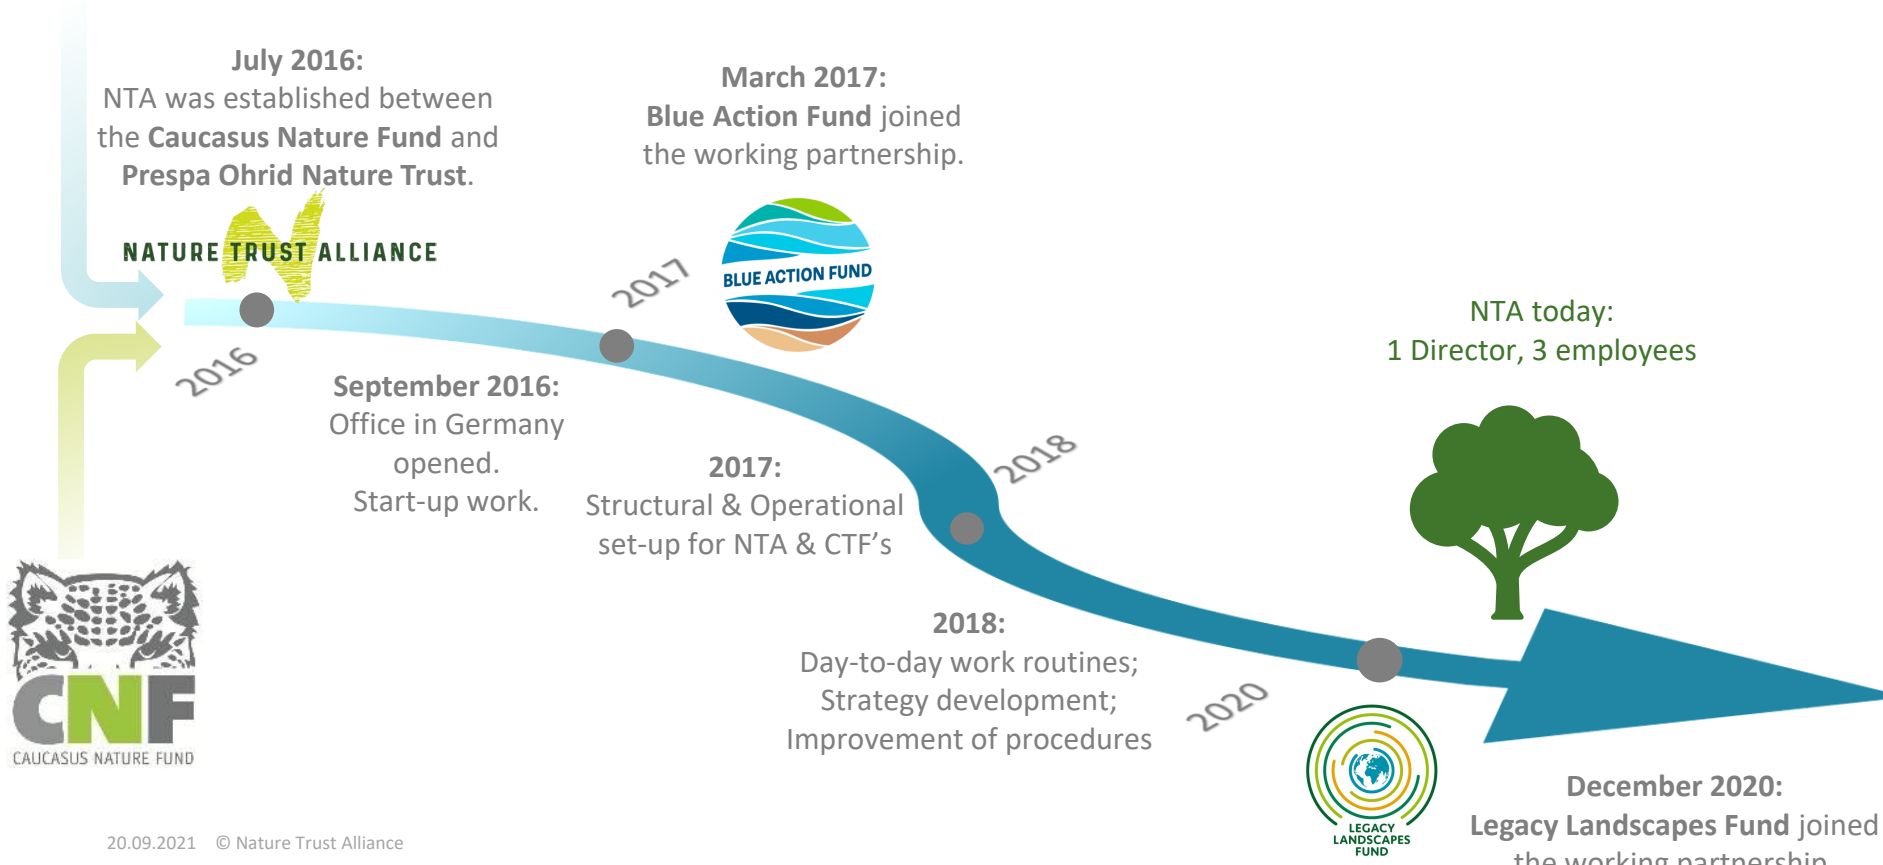 July 2016:
NTA was established between
the Caucasus Nature Fund and
Prespa Ohrid Nature Trust.
NATURE TRUST ALLIANCE
2016
September 2016:
Office in Germany
opened.
Start-up work.
March 2017:
Blue Action Fund joined
the working partnership.
BLUE ACTION FUND
2017
2017:
Structural & Operational
set-up for NTA & CTF's
2018
2018:
Day-to-day work routines;
Strategy development;
Improvement of procedures
2020
NTA today:
1 Director, 3 employees
LEGACY
LANDSCAPES
FUND
December 2020:
Legacy Landscapes Fund joined
the working partnership
CNF
CAUCASUS NATURE FUND
20.09.2021 © Nature Trust Alliance